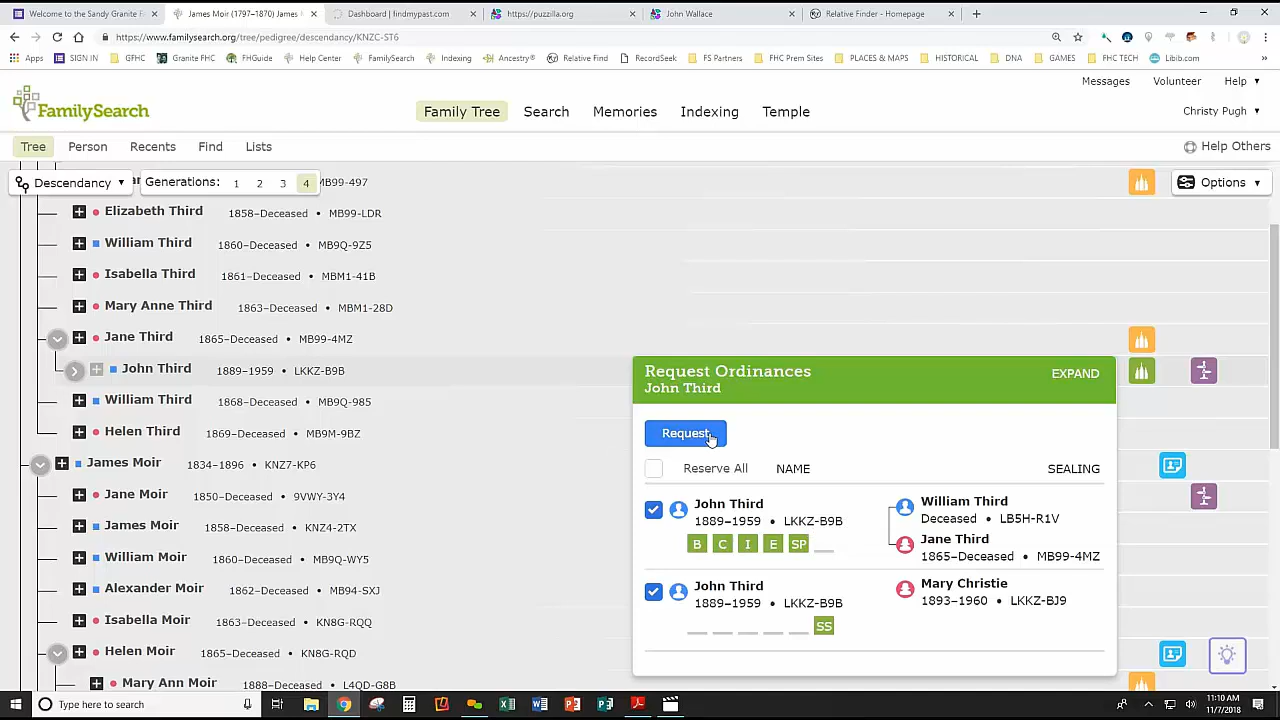 Welcome to the Sandy Granite F
James Moir (1797–1870) James M
Dashboard | findmypast.com
https://puzzilla.org
John Wallace
Relative Finder - Homepage
https://www.familysearch.org/tree/pedigree/descendancy/KNZC-ST6
Apps
SIGN IN
GFHC
Granite FHC
FHGuide
Help Center
FamilySearch
Indexing
Ancestry®
Relative Find
RecordSeek
FS Partners
FHC Prem Sites
PLACES & MAPS
HISTORICAL
DNA
GAMES
FHC TECH
Libib.com
»
Messages
Volunteer
Help
FamilySearch
Family Tree
Search
Memories
Indexing
Temple
Christy Pugh
Tree
Person
Recents
Find
Lists
Help Others
Descendancy
Generations: 1 2 3 4
MB99-497
Options
Elizabeth Third 1858–Deceased • MB99-LDR
William Third 1860–Deceased • MB9Q-9Z5
Isabella Third 1861–Deceased • MBM1-41B
Mary Anne Third 1863–Deceased • MBM1-28D
Jane Third 1865–Deceased • MB99-4MZ
John Third 1889–1959 • LKKZ-B9B
William Third 1868–Deceased • MB9Q-985
Helen Third 1869–Deceased • MB9M-9BZ
James Moir 1834–1896 • KNZ7-KP6
Jane Moir 1850–Deceased • 9VWY-3Y4
James Moir 1858–Deceased • KNZ4-2TX
William Moir 1860–Deceased • MB9Q-WY5
Alexander Moir 1862–Deceased • MB94-SXJ
Isabella Moir 1863–Deceased • KN8G-RQQ
Helen Moir 1865–Deceased • KN8G-RQD
Mary Ann Moir 1888–Deceased • L4QD-G8B
Request Ordinances
John Third
EXPAND
Request
Reserve All NAME SEALING
John Third
1889–1959 • LKKZ-B9B
B C I E SP
William Third
Deceased • LB5H-R1V
Jane Third
1865–Deceased • MB99-4MZ
John Third
1889–1959 • LKKZ-B9B
SS
Mary Christie
1893–1960 • LKKZ-BJ9
Type here to search
11:10 AM
11/7/2018